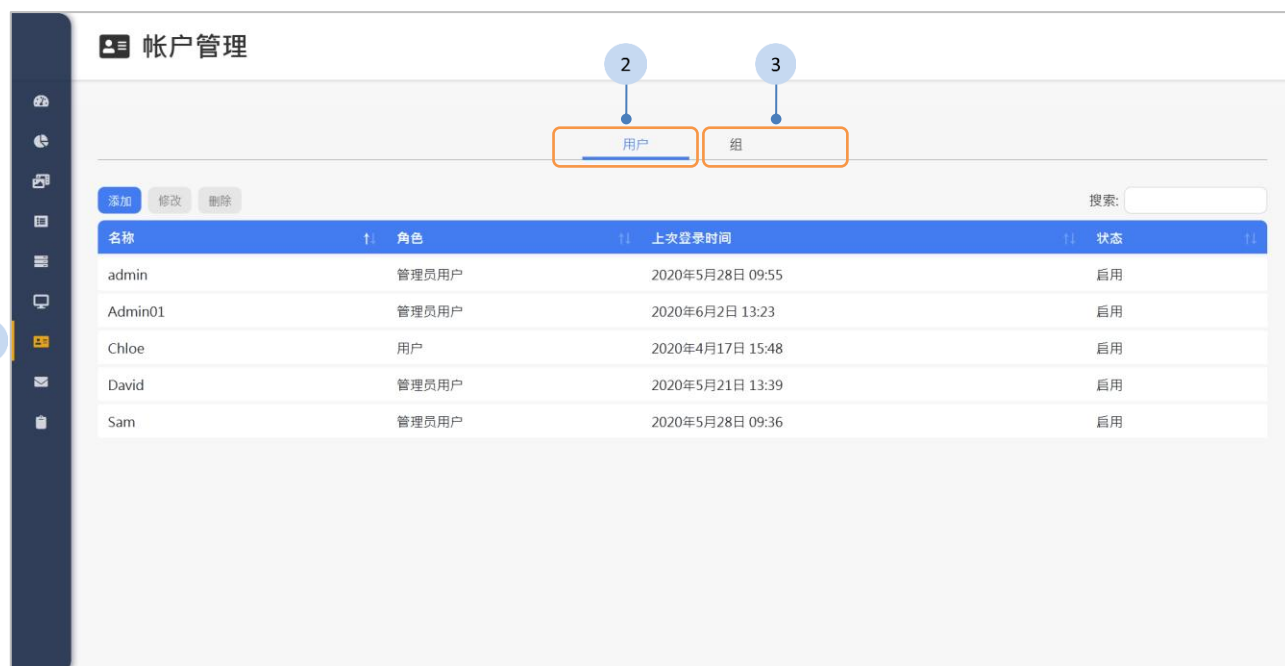 帐户管理
2 3
用户 组
添加 修改 删除 搜索:
名称 角色 上次登录时间 状态
admin 管理员用户 2020年5月28日 09:55 启用
Admin01 管理员用户 2020年6月2日 13:23 启用
Chloe 用户 2020年4月17日 15:48 启用
David 管理员用户 2020年5月21日 13:39 启用
Sam 管理员用户 2020年5月28日 09:36 启用